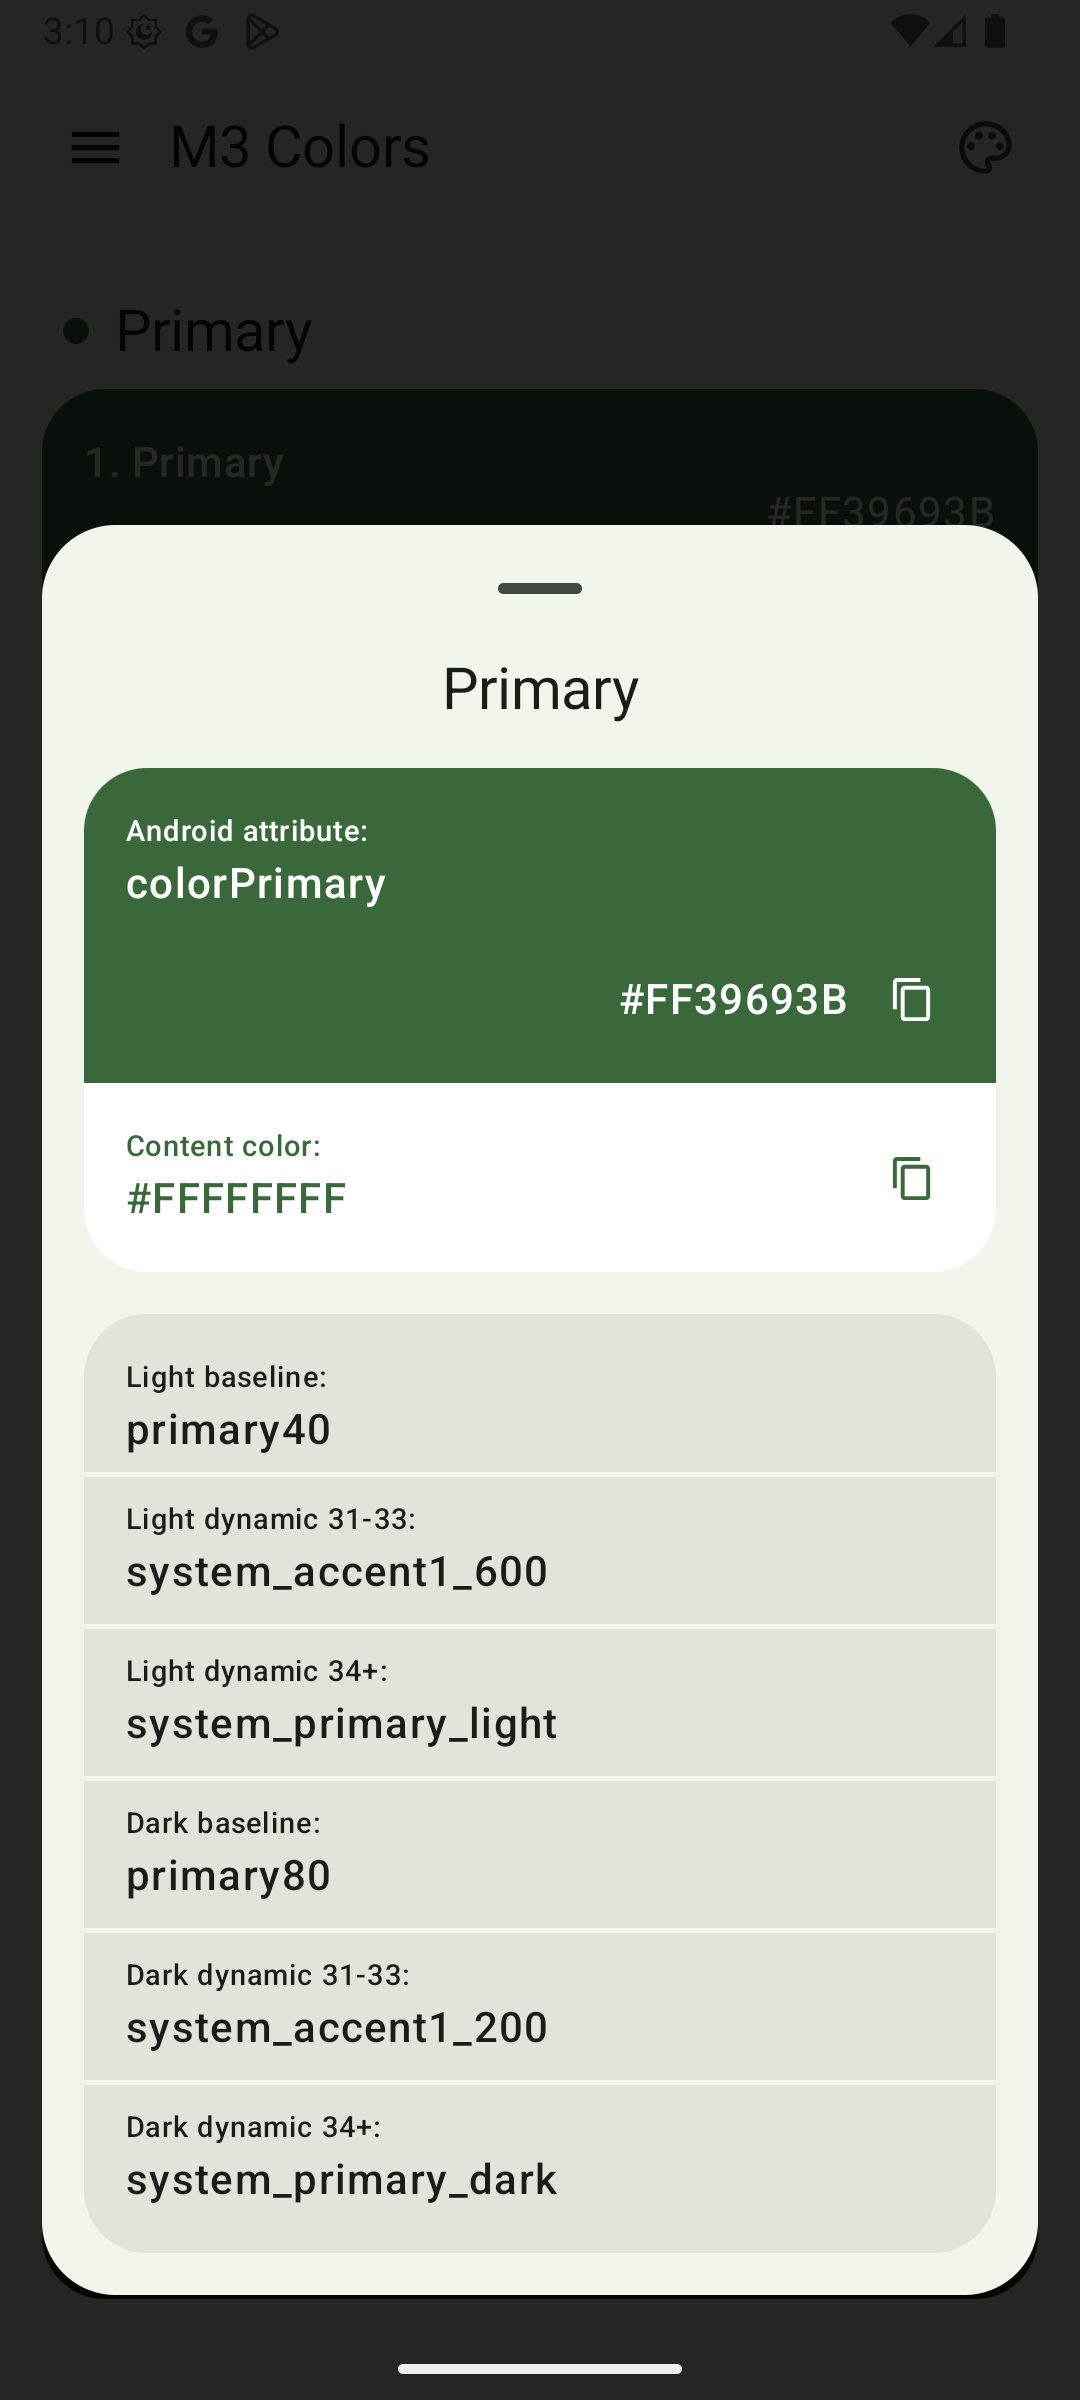 3:10
M3 Colors
Primary
1. Primary
#FF39693B
Primary
Android attribute:
colorPrimary
#FF39693B
Content color:
#FFFFFFFF
Light baseline:
primary40
Light dynamic 31-33:
system_accent1_600
Light dynamic 34+:
system_primary_light
Dark baseline:
primary80
Dark dynamic 31-33:
system_accent1_200
Dark dynamic 34+:
system_primary_dark